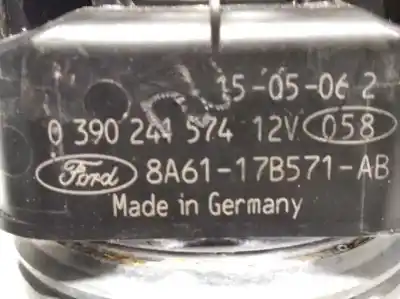 15-05-06 2
0 390 241 574 12V 058
Ford 8A61-17B571-AB
Made in Germany